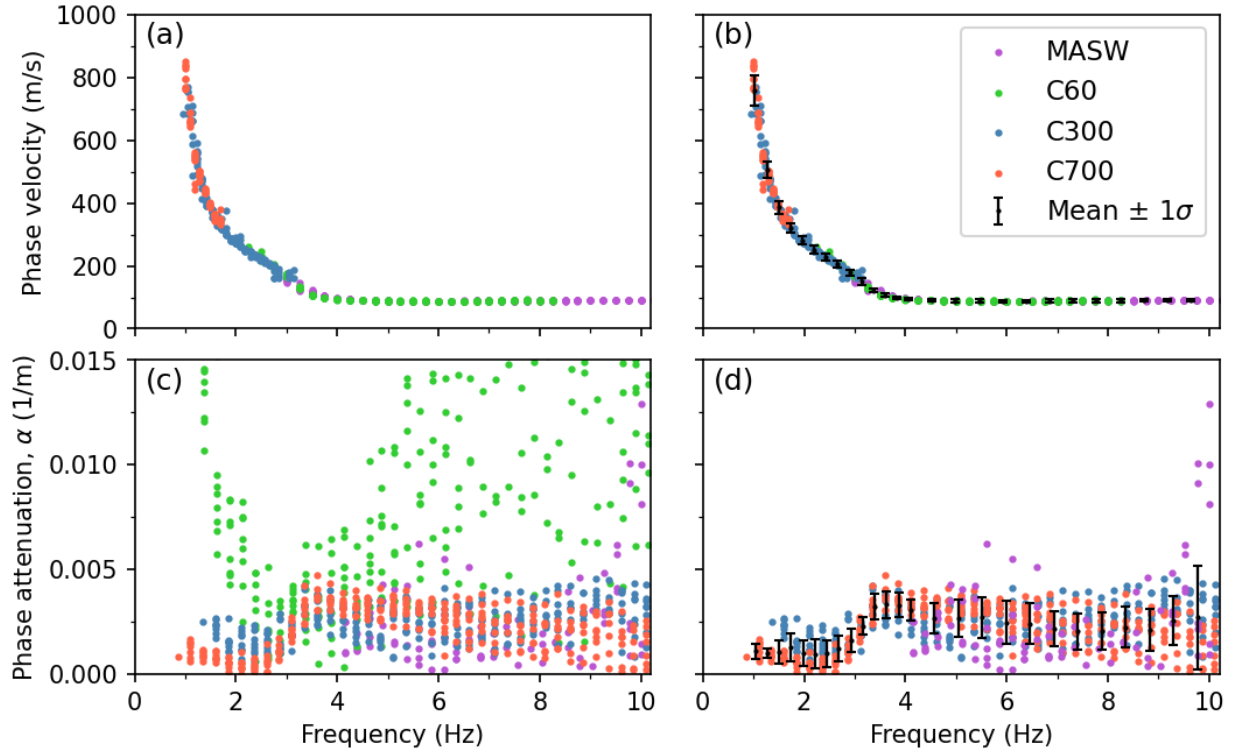 1000
800
600
400
200
0
Phase velocity (m/s)
(a)
(b)
MASW
C60
C300
C700
Mean ± 1σ
0.015
0.010
0.005
0.000
Phase attenuation, α (1/m)
(c)
(d)
0 2 4 6 8 10
Frequency (Hz)
0 2 4 6 8 10
Frequency (Hz)